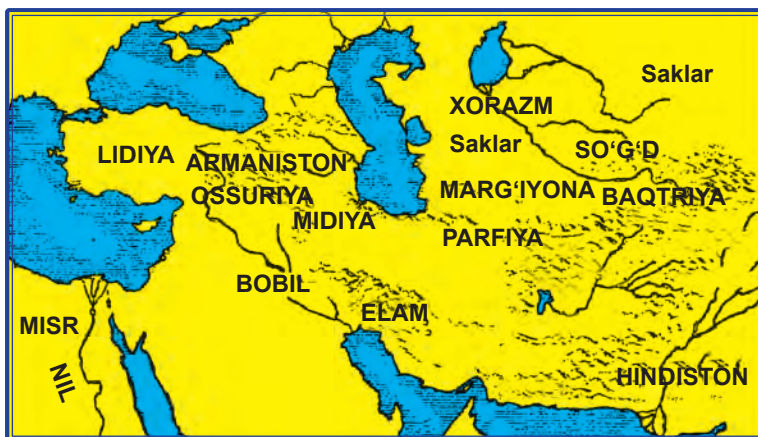 Saklar
XORAZM
Saklar
SO‘G‘D
LIDIYA
ARMANISTON
OSSURIYA
MARG‘IYONA
BAQTRIYA
MIDIYA
PARFIYA
BOBIL
ELAM
MISR
NIL
HINDISTON